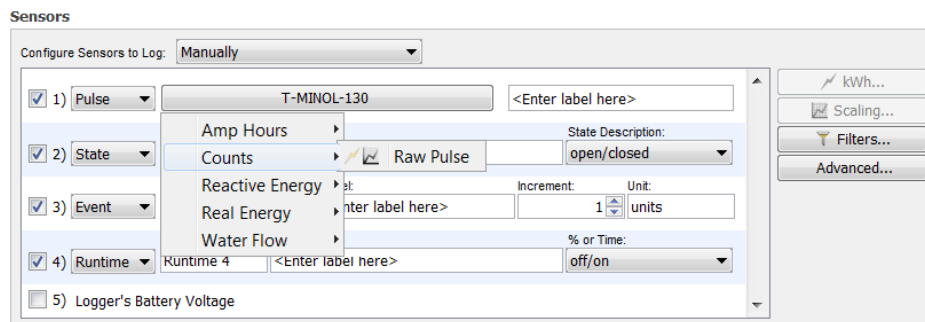 Sensors
Configure Sensors to Log: Manually
1) Pulse T-MINOL-130 <Enter label here>
kWh...
Scaling...
Filters...
Advanced...
Amp Hours
Counts
Raw Pulse
Reactive Energy
Real Energy
Water Flow
State Description:
2) State open/closed
Increment: Unit:
3) Event nter label here> 1 units
% or Time:
4) Runtime Runtime 4 <Enter label here> off/on
5) Logger's Battery Voltage